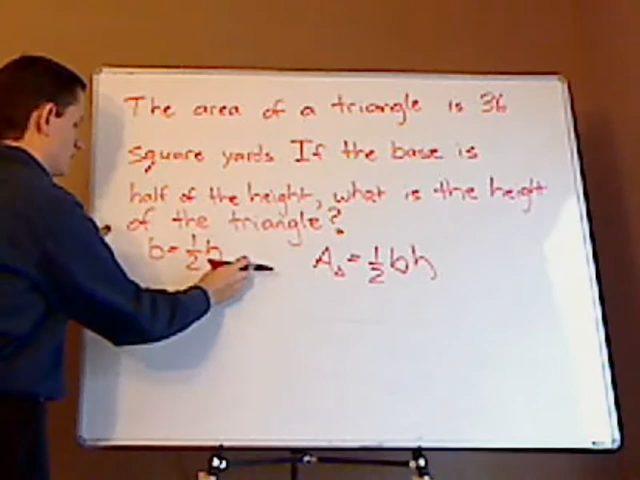 The area of a triangle is 36
square yards If the base is
half of the height, what is the height
of the triangle?
b = 1/2 h
A△ = 1/2 bh